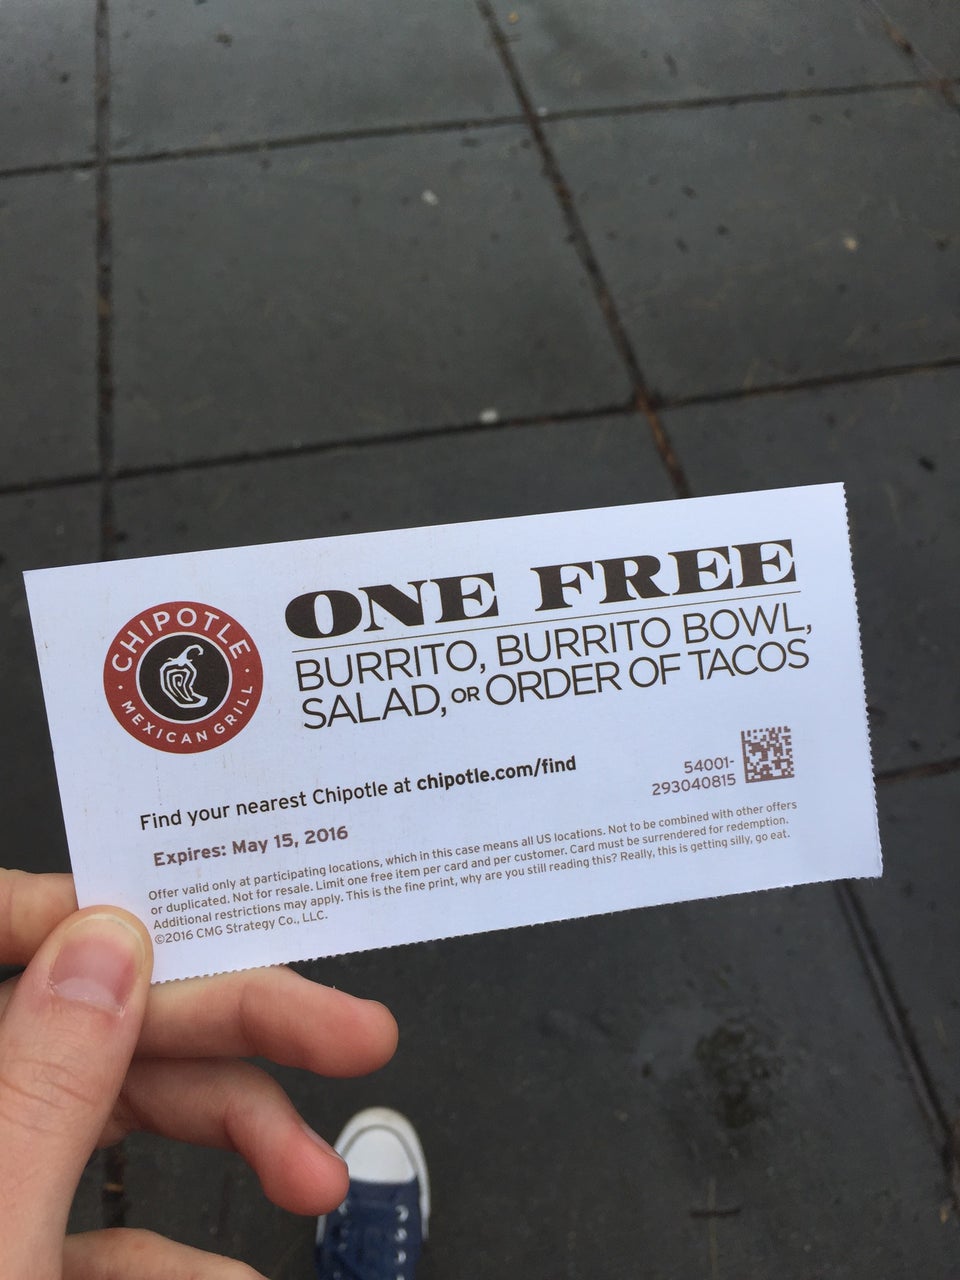 CHIPOTLE
MEXICAN GRILL
ONE FREE
BURRITO, BURRITO BOWL,
SALAD, OR ORDER OF TACOS
Find your nearest Chipotle at chipotle.com/find
54001-
293040815
Expires: May 15, 2016
Offer valid only at participating locations, which in this case means all US locations. Not to be combined with other offers
or duplicated. Not for resale. Limit one free item per card and per customer. Card must be surrendered for redemption.
Additional restrictions may apply. This is the fine print, why are you still reading this? Really, this is getting silly, go eat.
©2016 CMG Strategy Co., LLC.